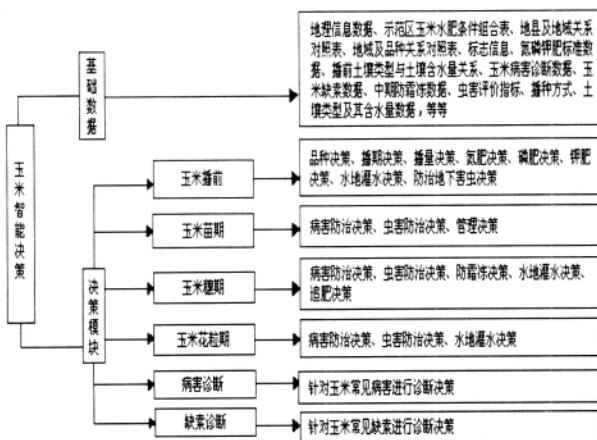 地理信息数据、示范区玉米水肥条件组合表、地县及地域关系
对照表、地域及品种关系对照表、标志信息、氮磷钾肥标准数
据、播前土壤类型与土壤含水量关系、玉米病害诊断数据、玉
米缺素数据、中期防霜冻数据、虫害评价指标、播种方式、土
壤类型及其含水量数据，等等
基础数据
玉米智能决策
决策模块
玉米播前
品种决策、播期决策、播量决策、氮肥决策、磷肥决策、钾肥
决策、水地灌水决策、防治地下害虫决策
玉米苗期
病害防治决策、虫害防治决策、管理决策
玉米穗期
病害防治决策、虫害防治决策、防霜冻决策、水地灌水决策、
追肥决策
玉米花粒期
病害防治决策、虫害防治决策、水地灌水决策
病害诊断
针对玉米常见病害进行诊断决策
缺素诊断
针对玉米常见缺素进行诊断决策